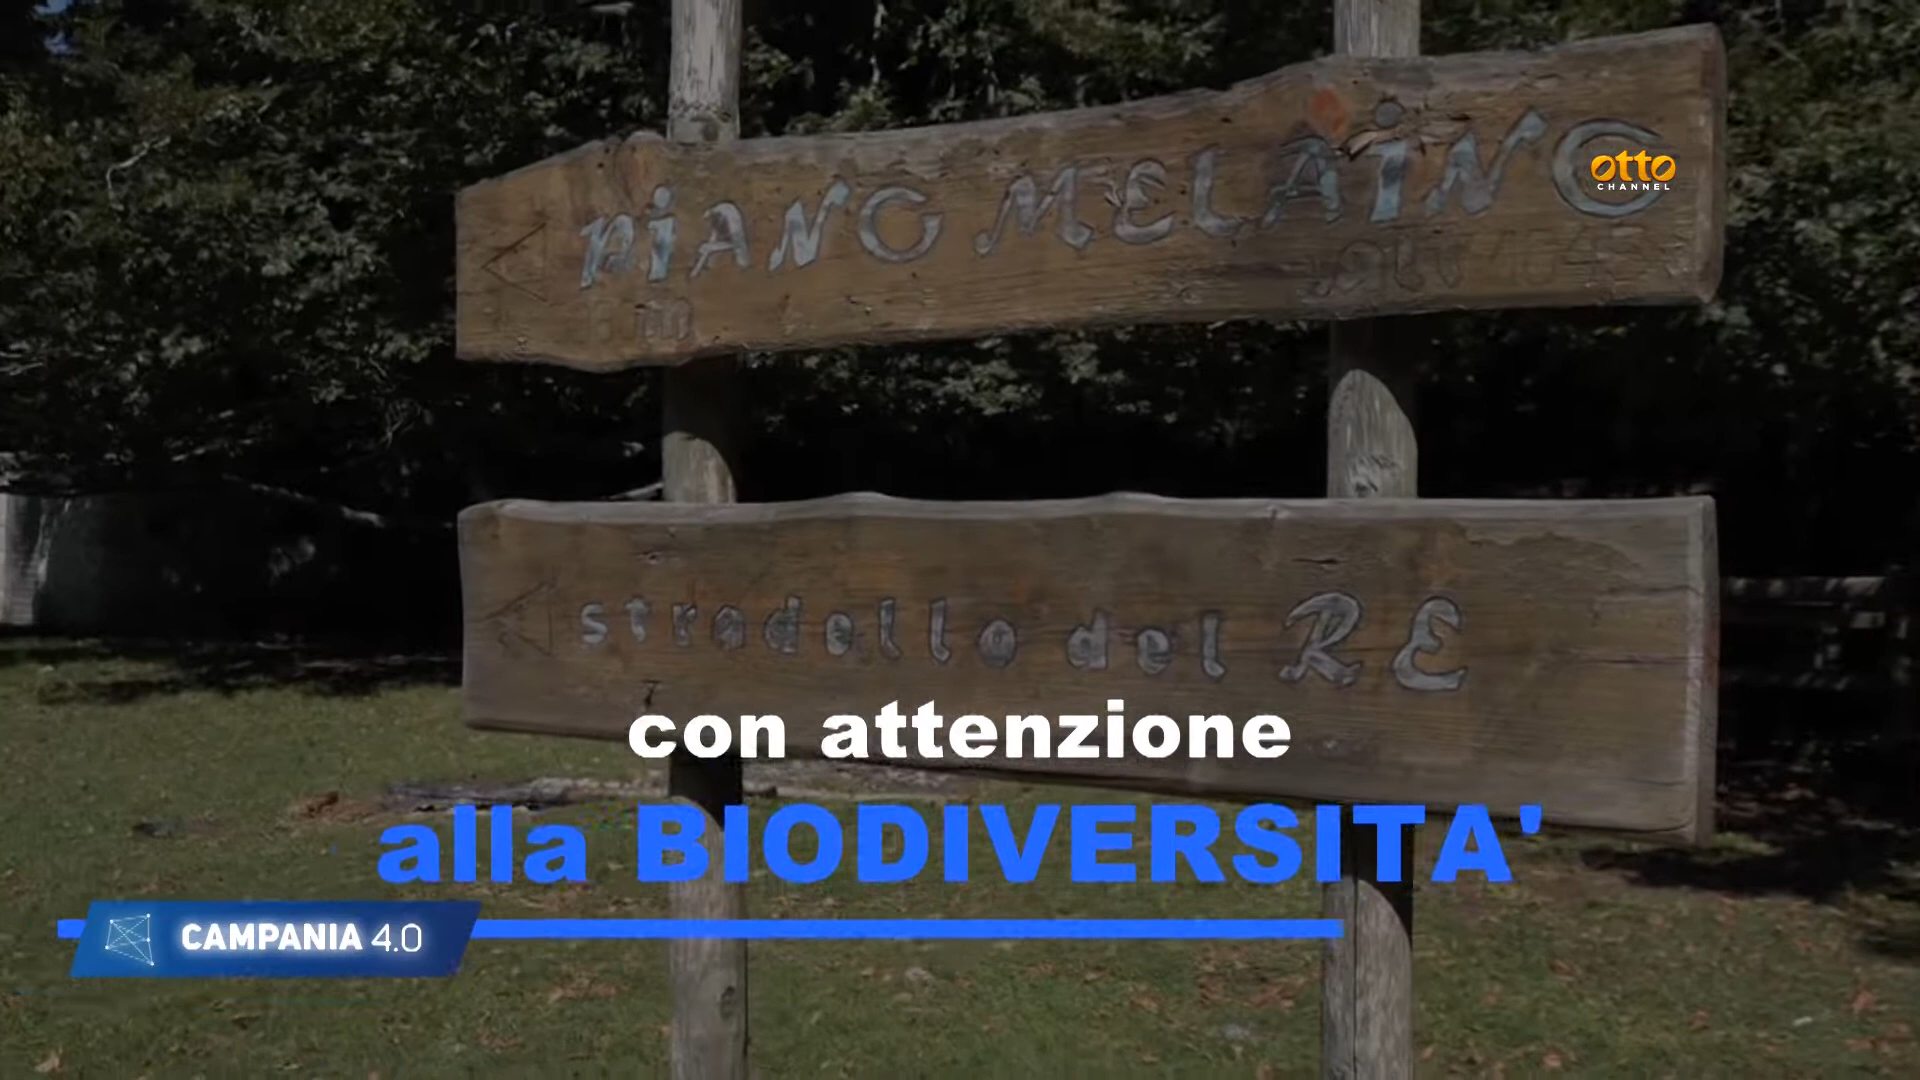 PiANO MELAiNO
otto
CHANNEL
stradello del RE
con attenzione
alla BIODIVERSITA'
CAMPANIA 4.0